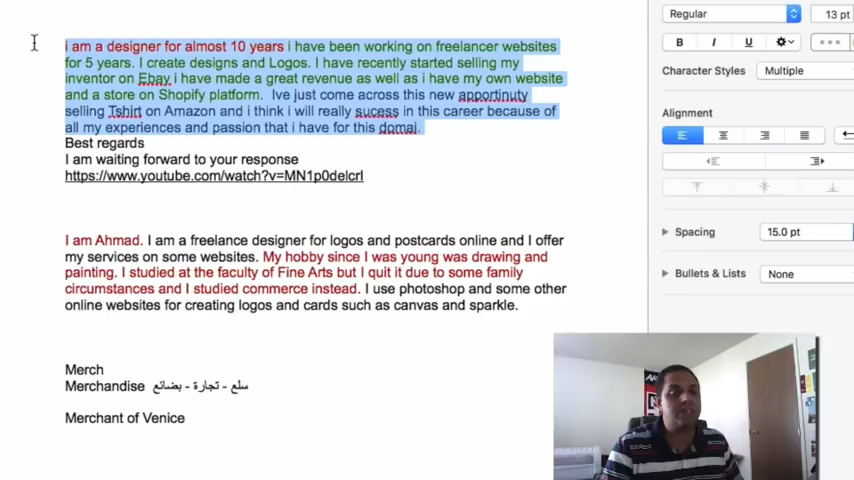 i am a designer for almost 10 years i have been working on freelancer websites
for 5 years. I create designs and Logos. I have recently started selling my
inventor on Ebay i have made a great revenue as well as i have my own website
and a store on Shopify platform.  Ive just come across this new apportinuty
selling Tshirt on Amazon and i think i will really sucess in this career because of
all my experiences and passion that i have for this domai.
Best regards
I am waiting forward to your response
https://www.youtube.com/watch?v=MN1p0delcrI
I am Ahmad. I am a freelance designer for logos and postcards online and I offer
my services on some websites. My hobby since I was young was drawing and
painting. I studied at the faculty of Fine Arts but I quit it due to some family
circumstances and I studied commerce instead. I use photoshop and some other
online websites for creating logos and cards such as canvas and sparkle.
Merch
Merchandise سلع - تجارة - بضائع
Merchant of Venice
Regular 13 pt
B I U
Character Styles Multiple
Alignment
Spacing 15.0 pt
Bullets & Lists None